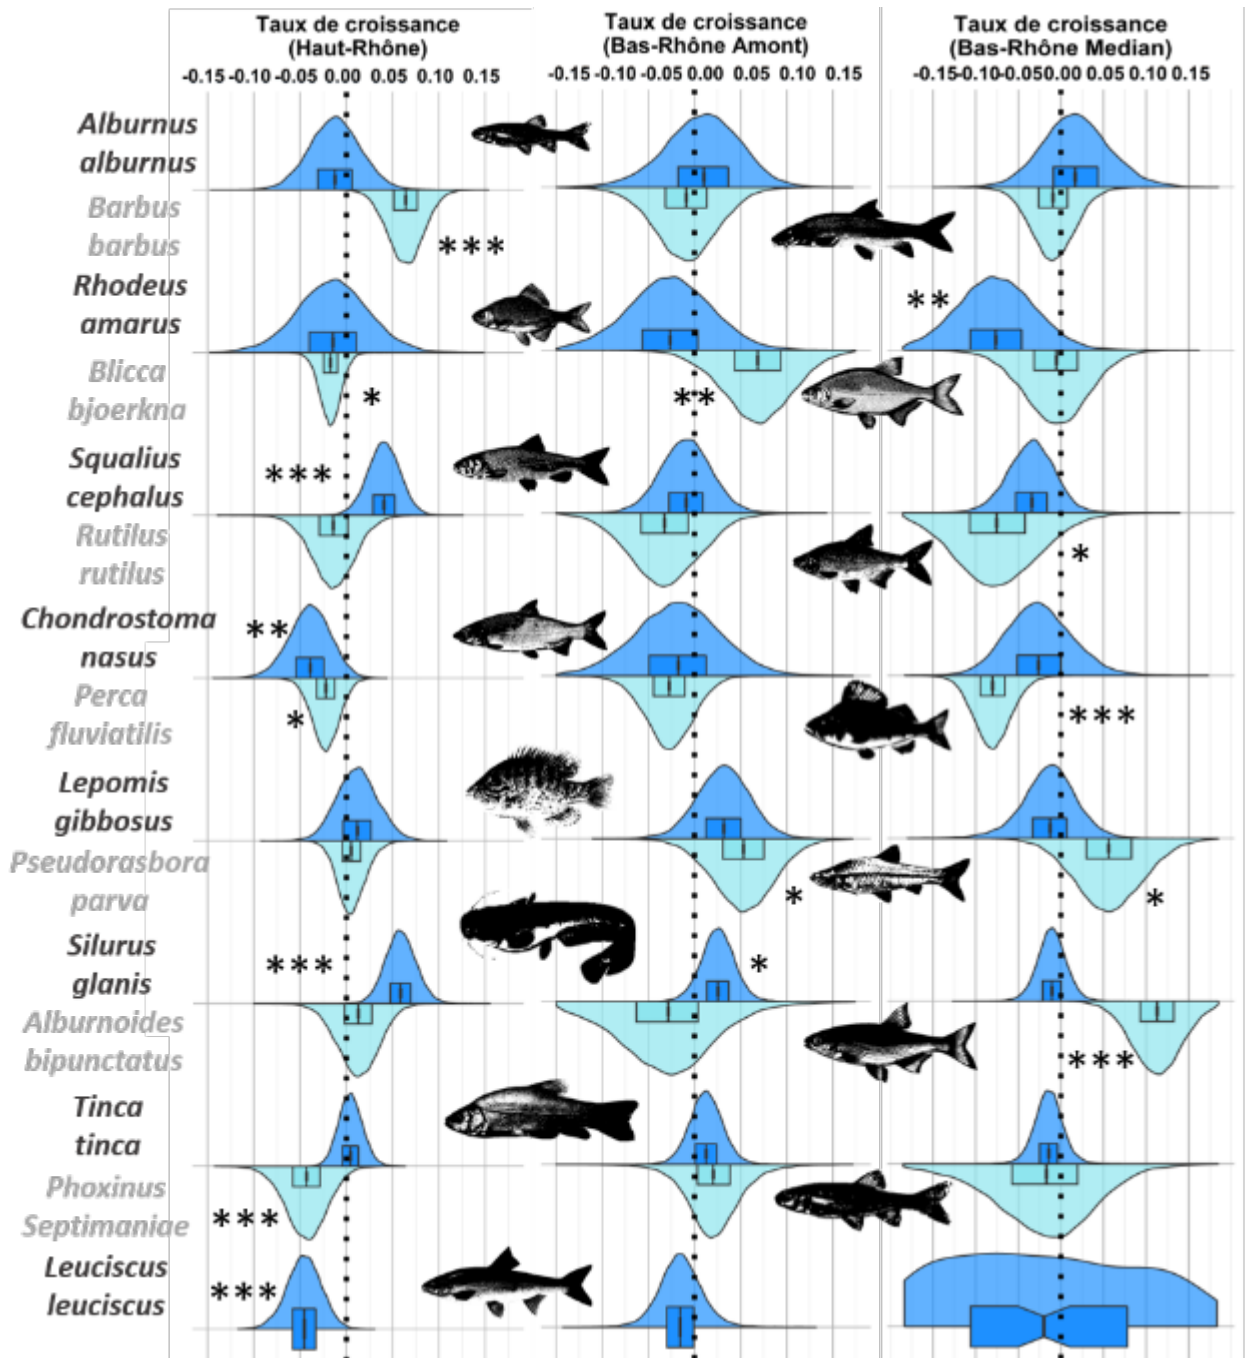 Taux de croissance
(Haut-Rhône)
Taux de croissance
(Bas-Rhône Amont)
Taux de croissance
(Bas-Rhône Median)
-0.15 -0.10 -0.05 0.00 0.05 0.10 0.15
-0.15 -0.10 -0.05 0.00 0.05 0.10 0.15
-0.15 -0.10 -0.05 0.00 0.05 0.10 0.15
Alburnus
alburnus
Barbus
barbus
***
Rhodeus
amarus
**
Blicca
bjoerkna
*
**
Squalius
cephalus
***
Rutilus
rutilus
*
Chondrostoma
nasus
**
Perca
fluviatilis
*
***
Lepomis
gibbosus
Pseudorasbora
parva
*
*
Silurus
glanis
***
*
Alburnoides
bipunctatus
***
Tinca
tinca
Phoxinus
Septimaniae
***
Leuciscus
leuciscus
***